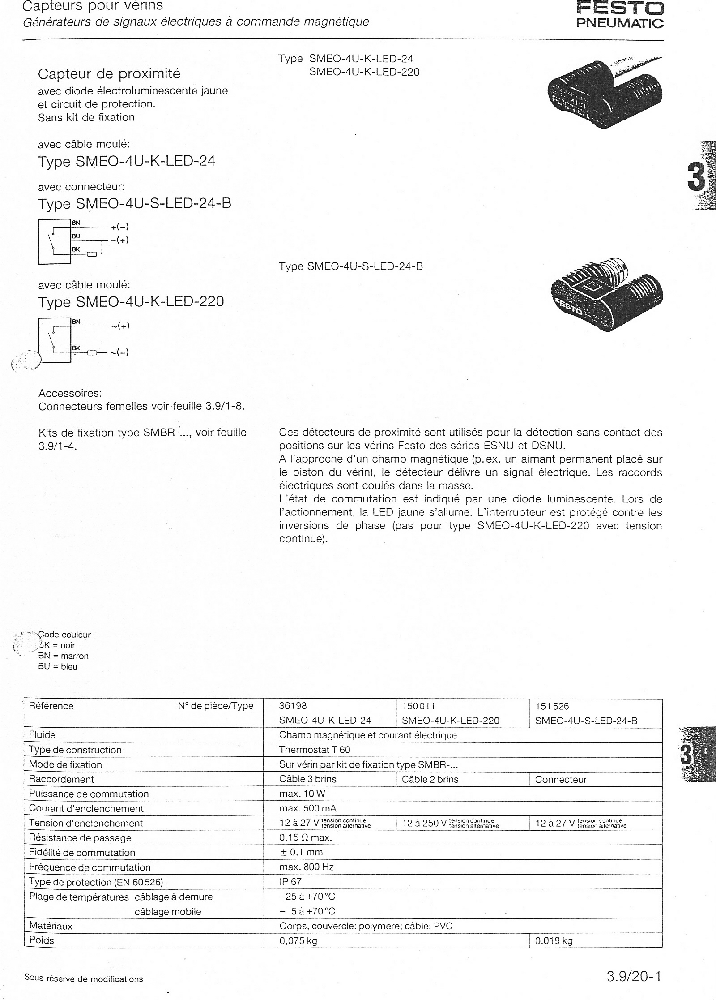 Capteurs pour vérins
Générateurs de signaux électriques à commande magnétique
FESTO
PNEUMATIC
Capteur de proximité
avec diode électroluminescente jaune
et circuit de protection.
Sans kit de fixation
avec câble moulé:
Type SMEO-4U-K-LED-24
avec connecteur:
Type SMEO-4U-S-LED-24-B
BN +(−)
BU −(+)
BK
avec câble moulé:
Type SMEO-4U-K-LED-220
BN ~(+)
BK ~(−)
Accessoires:
Connecteurs femelles voir feuille 3.9/1-8.
Kits de fixation type SMBR-..., voir feuille
3.9/1-4.
Type SMEO-4U-K-LED-24
SMEO-4U-K-LED-220
3
Type SMEO-4U-S-LED-24-B
FESTO
Ces détecteurs de proximité sont utilisés pour la détection sans contact des
positions sur les vérins Festo des séries ESNU et DSNU.
A l'approche d'un champ magnétique (p. ex. un aimant permanent placé sur
le piston du vérin), le détecteur délivre un signal électrique. Les raccords
électriques sont coulés dans la masse.
L'état de commutation est indiqué par une diode luminescente. Lors de
l'actionnement, la LED jaune s'allume. L'interrupteur est protégé contre les
inversions de phase (pas pour type SMEO-4U-K-LED-220 avec tension
continue).
Code couleur
BK = noir
BN = marron
BU = bleu
Référence N° de pièce/Type 36198 150011 151526
SMEO-4U-K-LED-24 SMEO-4U-K-LED-220 SMEO-4U-S-LED-24-B
Fluide Champ magnétique et courant électrique
Type de construction Thermostat T 60
Mode de fixation Sur vérin par kit de fixation type SMBR-...
Raccordement Câble 3 brins Câble 2 brins Connecteur
Puissance de commutation max. 10 W
Courant d'enclenchement max. 500 mA
Tension d'enclenchement 12 à 27 V tension continue tension alternative 12 à 250 V tension continue tension alternative 12 à 27 V tension continue tension alternative
Résistance de passage 0,15 Ω max.
Fidélité de commutation ± 0,1 mm
Fréquence de commutation max. 800 Hz
Type de protection (EN 60526) IP 67
Plage de températures câblage à demure −25 à +70 °C
câblage mobile − 5 à +70 °C
Matériaux Corps, couvercle: polymère; câble: PVC
Poids 0,075 kg 0,019 kg
3.9
Sous réserve de modifications
3.9/20-1